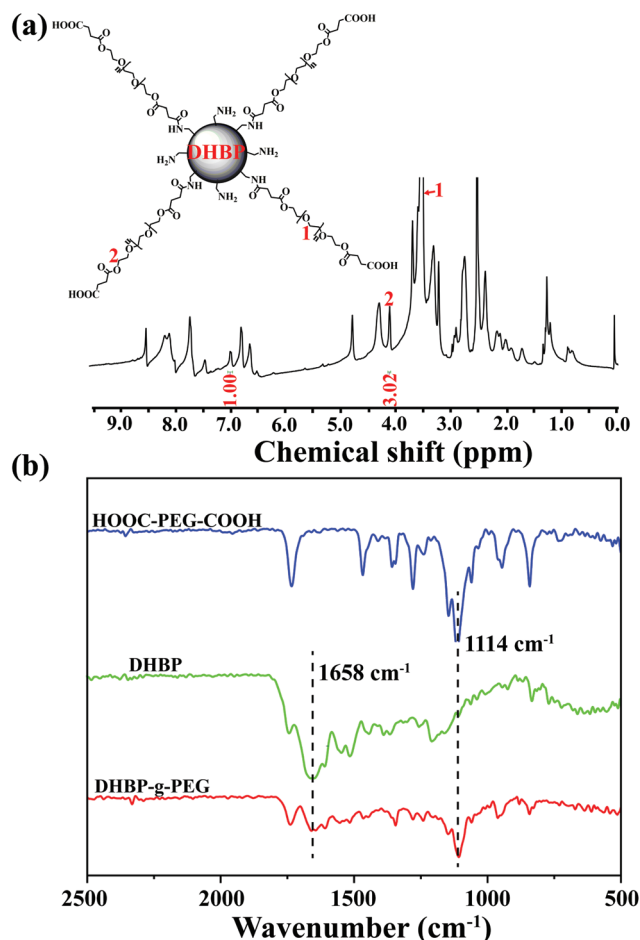 (a)
HOOC
COOH
O
O
O
O
O
O
m
O
O
m
O
O
O
O
O
O
NH
NH2
NH
H2N
DHBP
NH2
NH
NH2
NH
O
O
O
O
O
O
O
1
m
O
m
2
O
O
O
O
HOOC
COOH
1
2
1.00
3.02
9.0 8.0 7.0 6.0 5.0 4.0 3.0 2.0 1.0 0.0
Chemical shift (ppm)
(b)
HOOC-PEG-COOH
1114 cm-1
DHBP
1658 cm-1
DHBP-g-PEG
2500 2000 1500 1000 500
Wavenumber (cm-1)